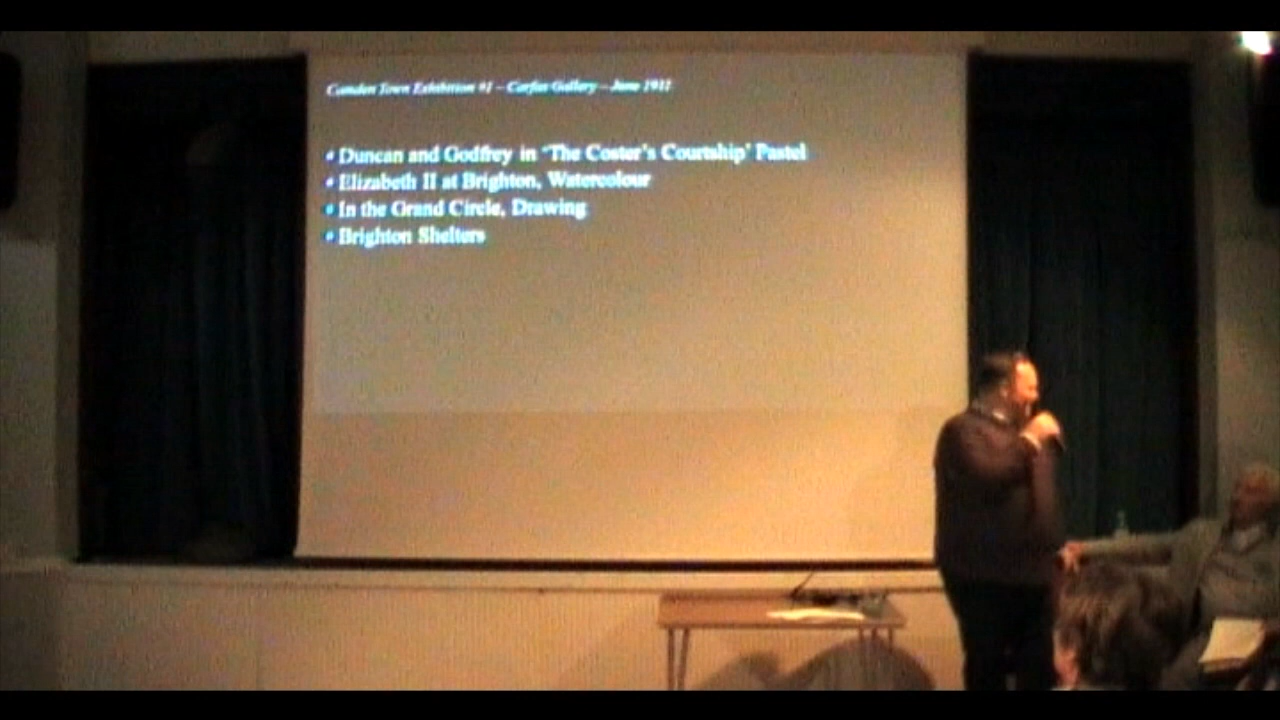 Camden Town Exhibition #1 – Carfax Gallery – June 1911
• Duncan and Godfrey in 'The Coster's Courtship' Pastel
• Elizabeth II at Brighton, Watercolour
• In the Grand Circle, Drawing
• Brighton Shelters